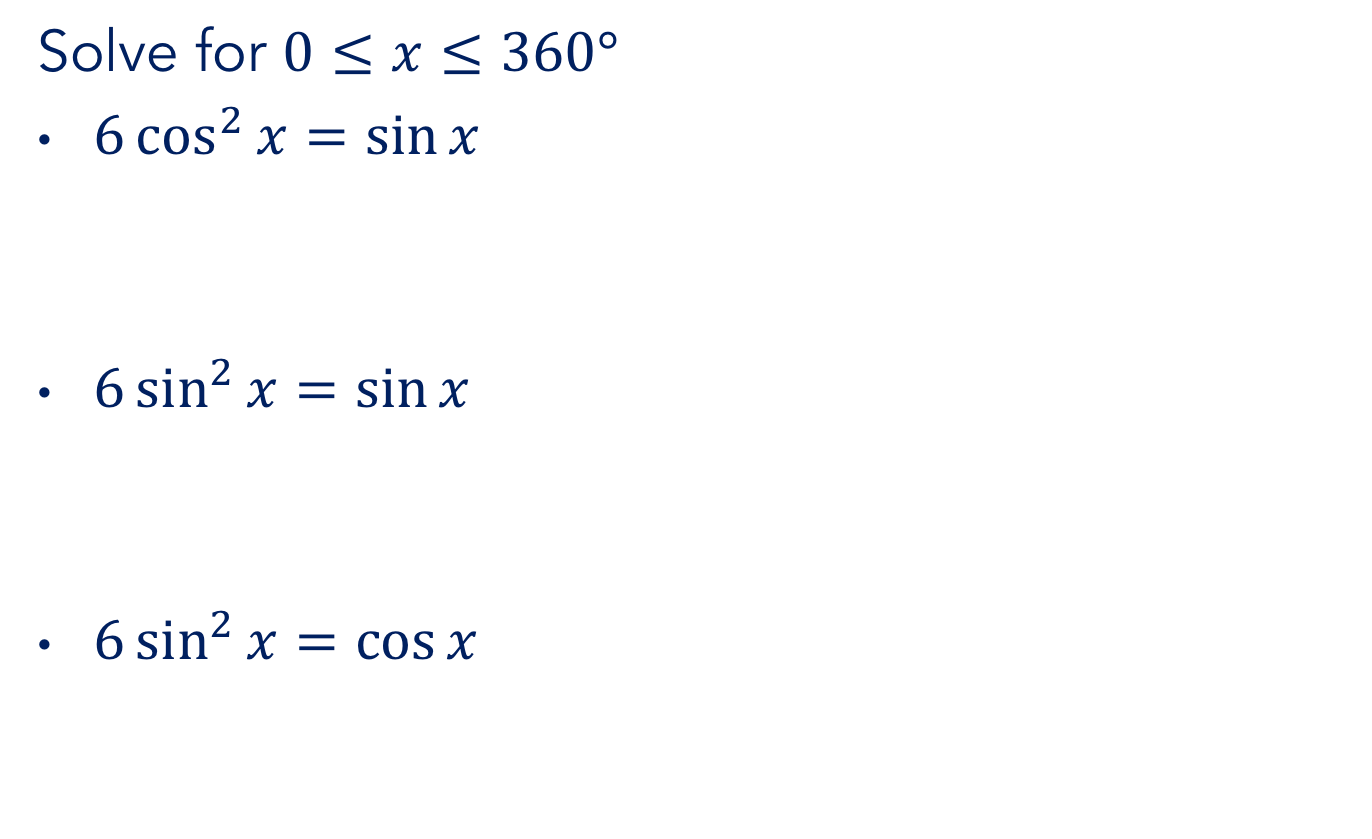 Solve for 0 ≤ x ≤ 360°
• 6 cos² x = sin x
• 6 sin² x = sin x
• 6 sin² x = cos x